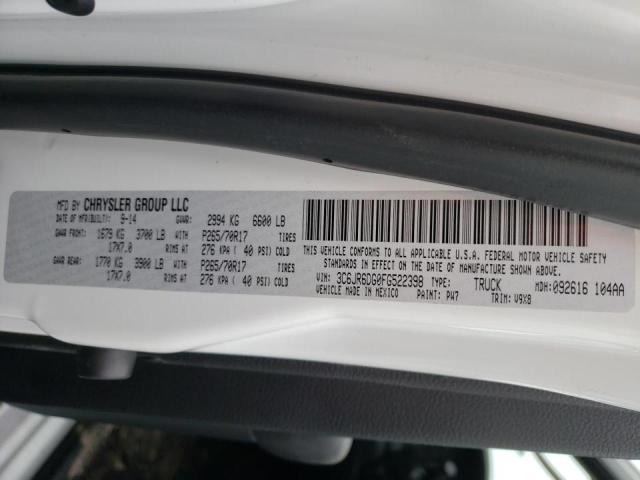 MFD BY CHRYSLER GROUP LLC
DATE OF MFR(BUILT): 9-14 GVWR: 2994 KG 6600 LB
GAWR FRONT: 1679 KG 3700 LB WITH P265/70R17 TIRES
17X7.0 RIMS AT 276 KPA ( 40 PSI) COLD
GAWR REAR: 1770 KG 3900 LB WITH P265/70R17 TIRES
17X7.0 RIMS AT 276 KPA ( 40 PSI) COLD
THIS VEHICLE CONFORMS TO ALL APPLICABLE U.S.A. FEDERAL MOTOR VEHICLE SAFETY
STANDARDS IN EFFECT ON THE DATE OF MANUFACTURE SHOWN ABOVE.
VIN: 3C6JR6DG0FG522398 TYPE: TRUCK MDH:092616 104AA
VEHICLE MADE IN MEXICO PAINT: PW7 TRIM: V9X8